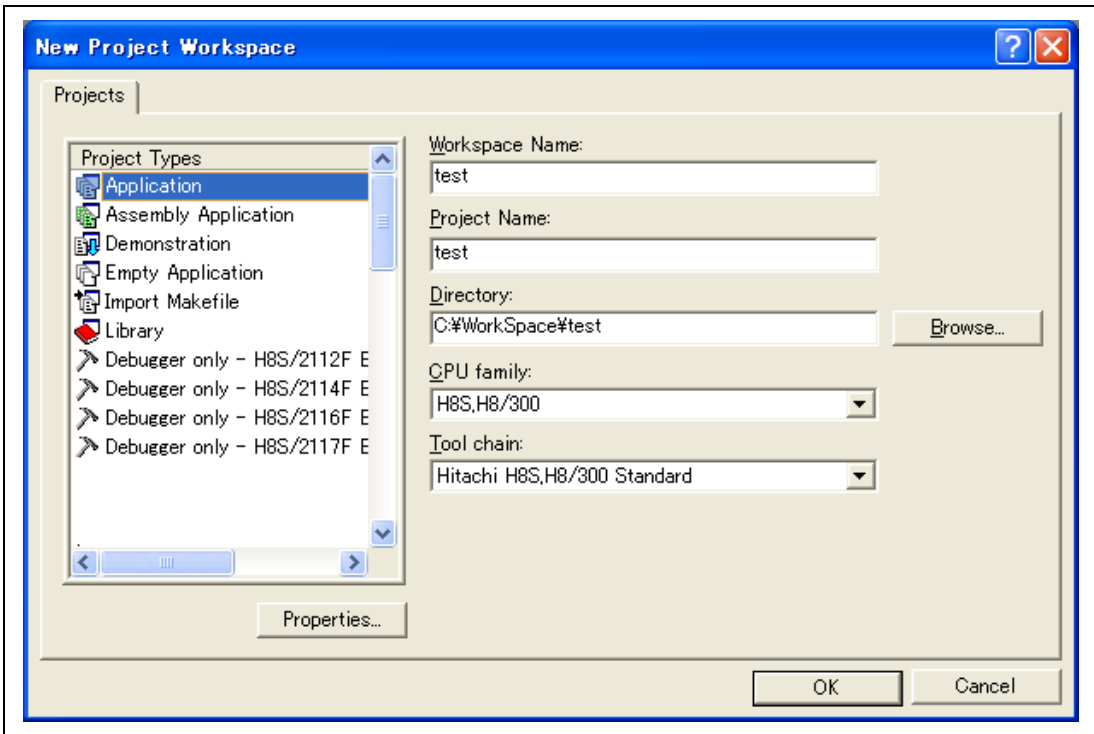 New Project Workspace
Projects
Project Types
Application
Assembly Application
Demonstration
Empty Application
Import Makefile
Library
Debugger only - H8S/2112F E
Debugger only - H8S/2114F E
Debugger only - H8S/2116F E
Debugger only - H8S/2117F E
Properties...
Workspace Name:
test
Project Name:
test
Directory:
C:¥WorkSpace¥test
Browse...
CPU family:
H8S,H8/300
Tool chain:
Hitachi H8S,H8/300 Standard
OK
Cancel